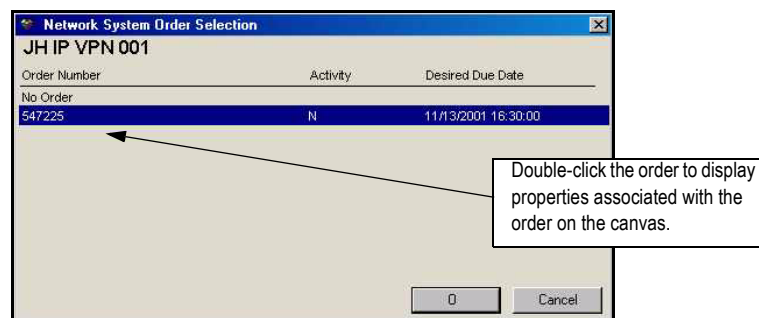 Network System Order Selection
JH IP VPN 001
Order Number Activity Desired Due Date
No Order
547225 N 11/13/2001 16:30:00
Double-click the order to display
properties associated with the
order on the canvas.
0 Cancel